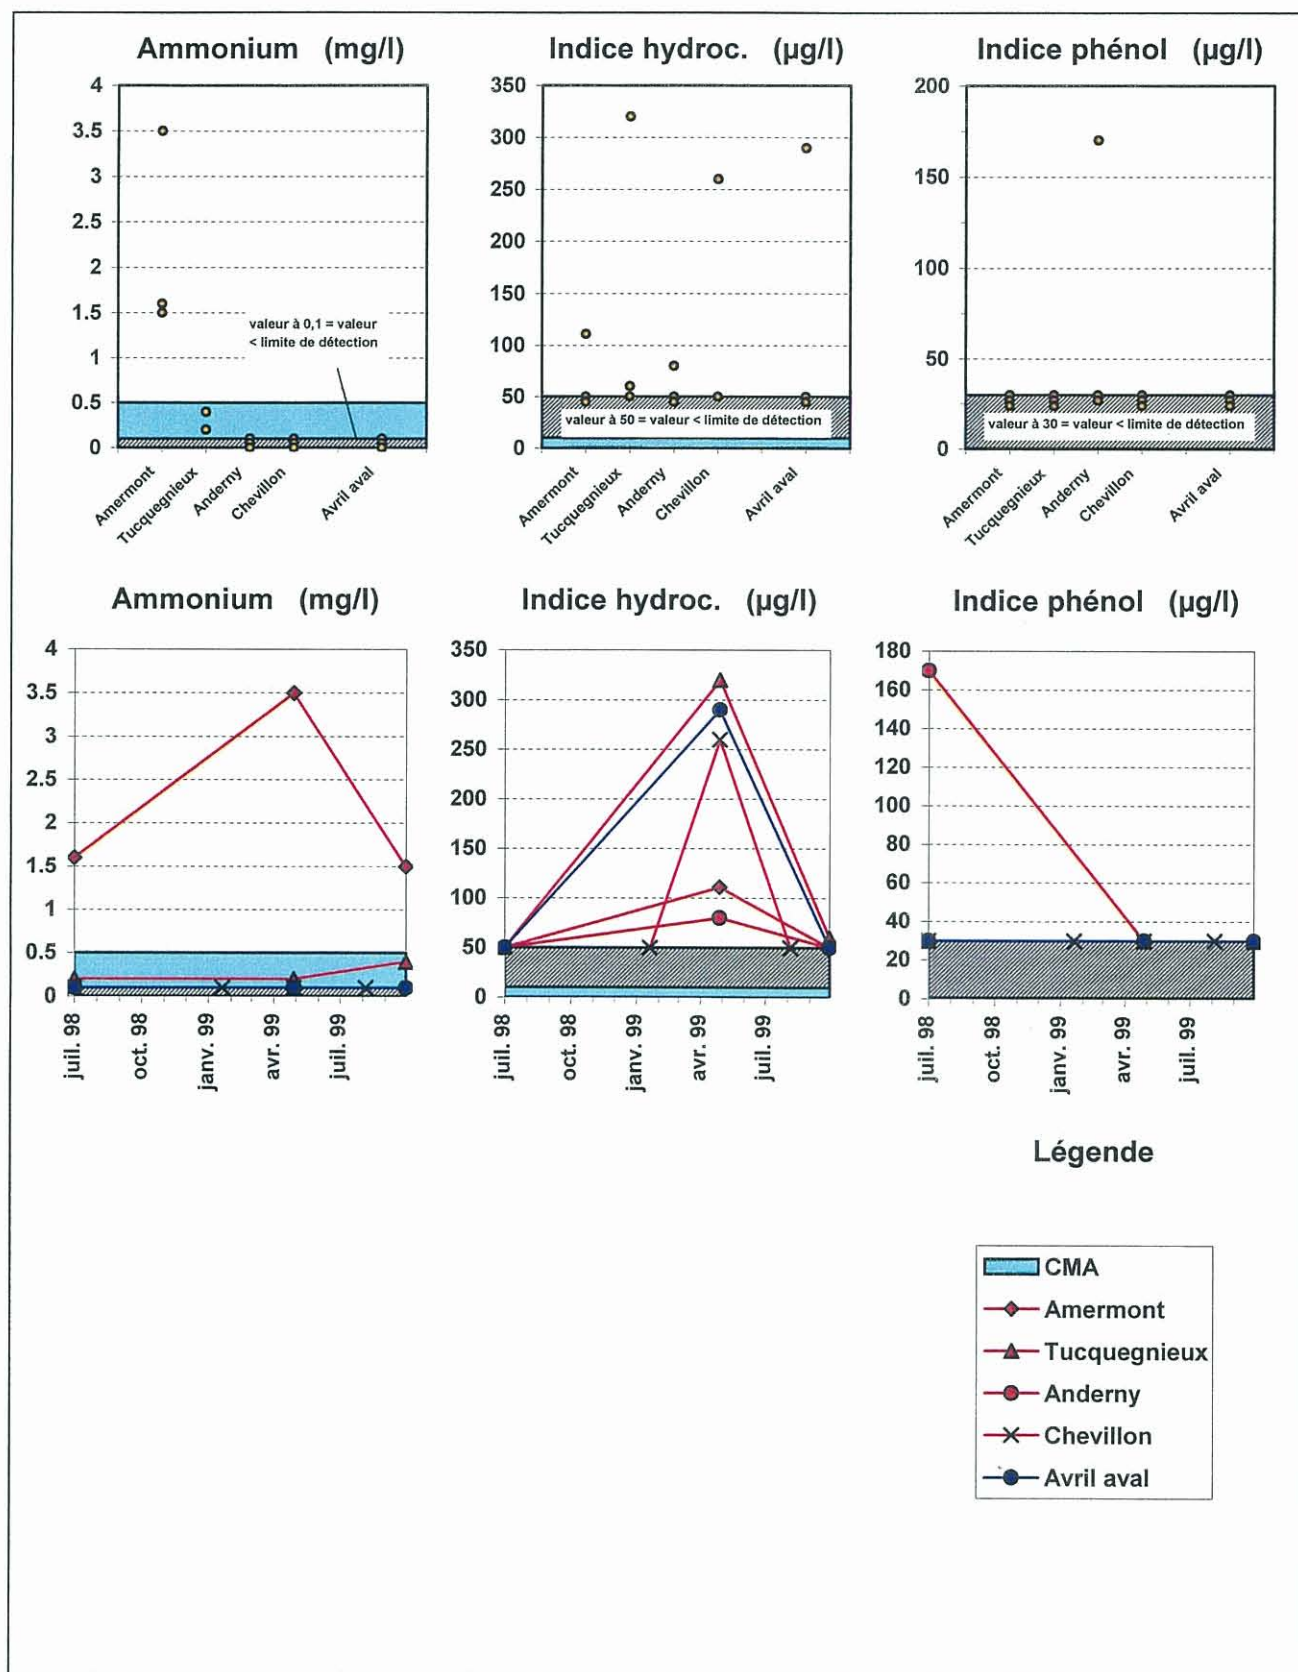 Ammonium (mg/l)
4
3.5
3
2.5
2
1.5
1
0.5
0
valeur à 0,1 = valeur
< limite de détection
Amermont
Tucquegnieux
Anderny
Chevillon
Avril aval
Indice hydroc. (µg/l)
350
300
250
200
150
100
50
0
valeur à 50 = valeur < limite de détection
Amermont
Tucquegnieux
Anderny
Chevillon
Avril aval
Indice phénol (µg/l)
200
150
100
50
0
valeur à 30 = valeur < limite de détection
Amermont
Tucquegnieux
Anderny
Chevillon
Avril aval
Ammonium (mg/l)
4
3.5
3
2.5
2
1.5
1
0.5
0
juil. 98
oct. 98
janv. 99
avr. 99
juil. 99
Indice hydroc. (µg/l)
350
300
250
200
150
100
50
0
juil. 98
oct. 98
janv. 99
avr. 99
juil. 99
Indice phénol (µg/l)
180
160
140
120
100
80
60
40
20
0
juil. 98
oct. 98
janv. 99
avr. 99
juil. 99
Légende
CMA
Amermont
Tucquegnieux
Anderny
Chevillon
Avril aval